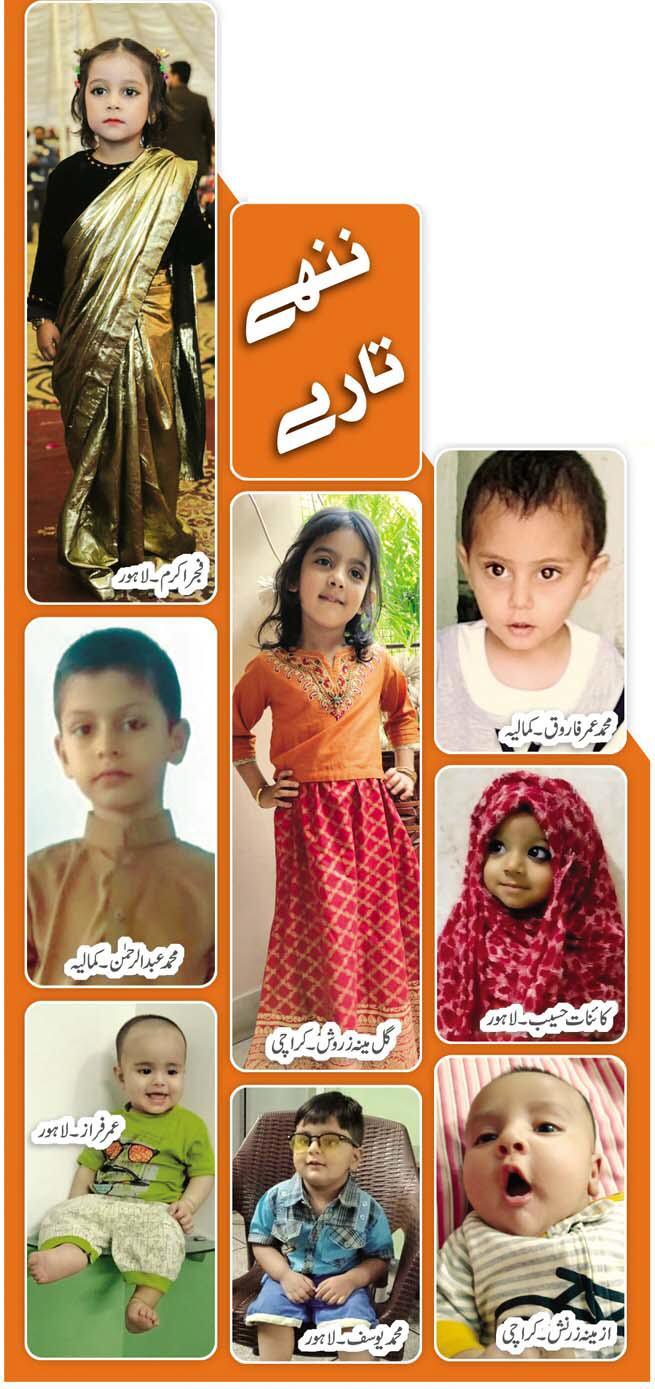 ننھے
تارے
فجر اکرم۔لاہور
محمد عمر فاروق۔کمالیہ
محمد عبدالرحمٰن۔کمالیہ
گل مینہ زروش۔کراچی
کائنات حسیب۔لاہور
عمر فراز۔لاہور
محمد یوسف۔لاہور
ازمینہ زرنش۔کراچی